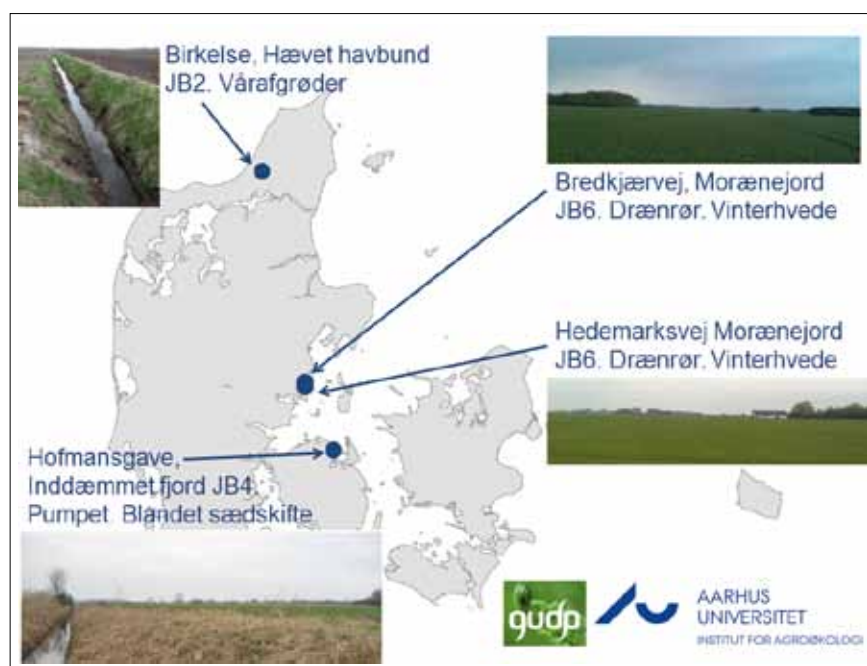 Birkelse, Hævet havbund
JB2. Vårafgrøder
Bredkjærvej, Morænejord
JB6. Drænrør. Vinterhvede
Hedemarksvej Morænejord
JB6. Drænrør. Vinterhvede
Hofmansgave,
Inddæmmet fjord JB4.
Pumpet. Blandet sædskifte
gudp
AARHUS
UNIVERSITET
INSTITUT FOR AGROØKOLOGI